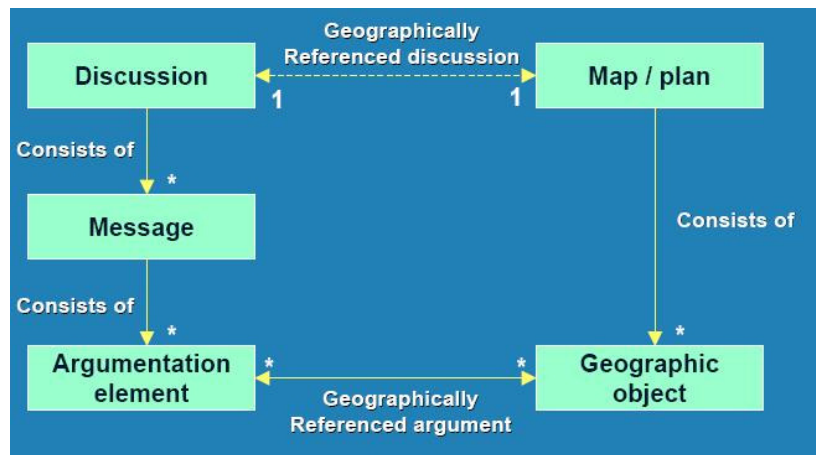 Geographically
Referenced discussion
Discussion
Map / plan
1
1
Consists of
*
Message
Consists of
Consists of
*
*
Argumentation
element
*
*
Geographic
object
Geographically
Referenced argument